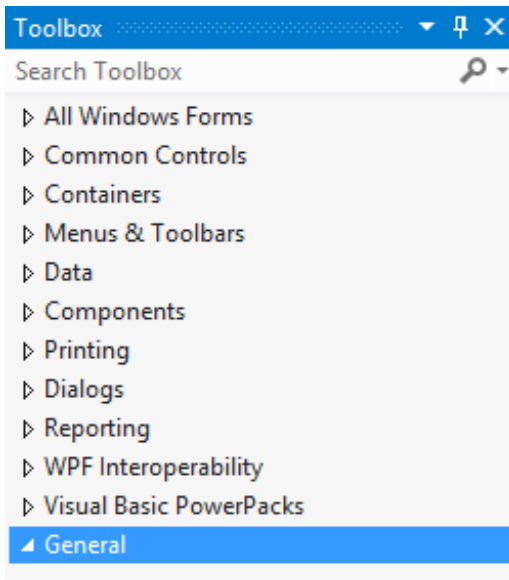 Toolbox
Search Toolbox
All Windows Forms
Common Controls
Containers
Menus & Toolbars
Data
Components
Printing
Dialogs
Reporting
WPF Interoperability
Visual Basic PowerPacks
General